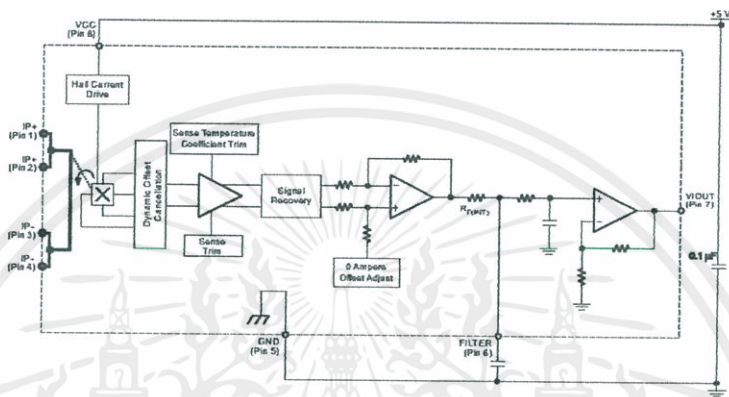 +5 V
VCC
(Pin 8)
Hall Current
Drive
IP+
(Pin 1)
IP+
(Pin 2)
IP-
(Pin 3)
IP-
(Pin 4)
Dynamic Offset
Cancellation
Sense Temperature
Coefficient Trim
Sense
Trim
Signal
Recovery
0 Ampere
Offset Adjust
RF(INT)
VIOUT
(Pin 7)
0.1 µF
GND
(Pin 5)
FILTER
(Pin 6)